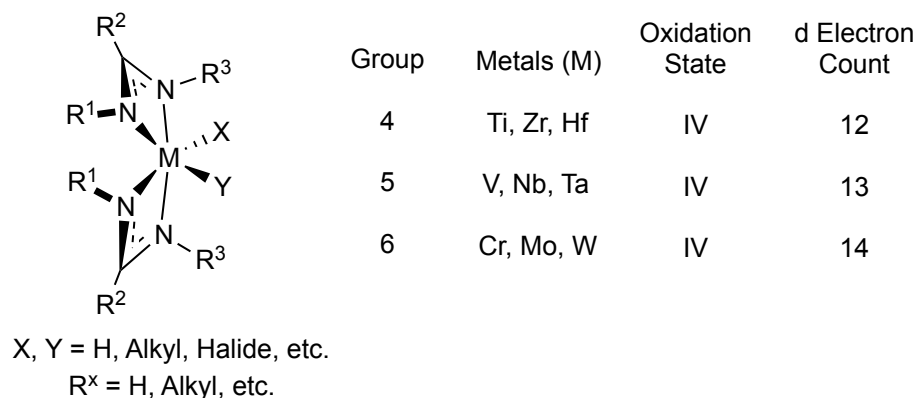 R²
N
R³
R¹
N
X
M
Y
R¹
N
N
R³
R²
X, Y = H, Alkyl, Halide, etc.
Rˣ = H, Alkyl, etc.
Group Metals (M) Oxidation State d Electron Count
4 Ti, Zr, Hf IV 12
5 V, Nb, Ta IV 13
6 Cr, Mo, W IV 14